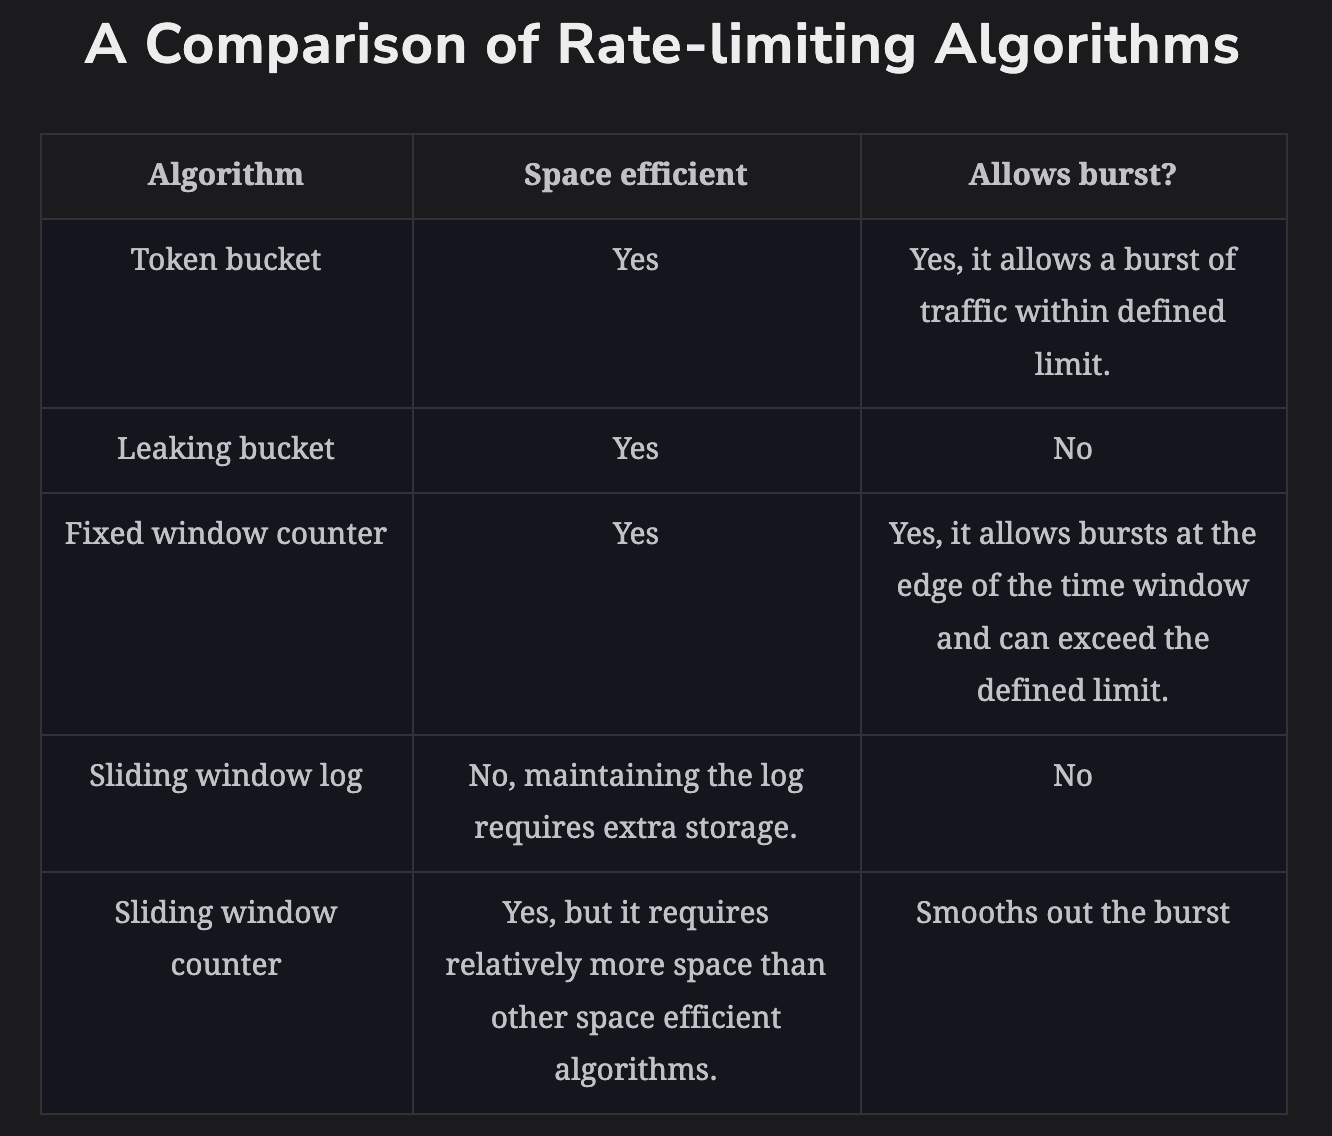 A Comparison of Rate-limiting Algorithms
Algorithm
Space efficient
Allows burst?
Token bucket
Yes
Yes, it allows a burst of
traffic within defined
limit.
Leaking bucket
Yes
No
Fixed window counter
Yes
Yes, it allows bursts at the
edge of the time window
and can exceed the
defined limit.
Sliding window log
No, maintaining the log
requires extra storage.
No
Sliding window
counter
Yes, but it requires
relatively more space than
other space efficient
algorithms.
Smooths out the burst